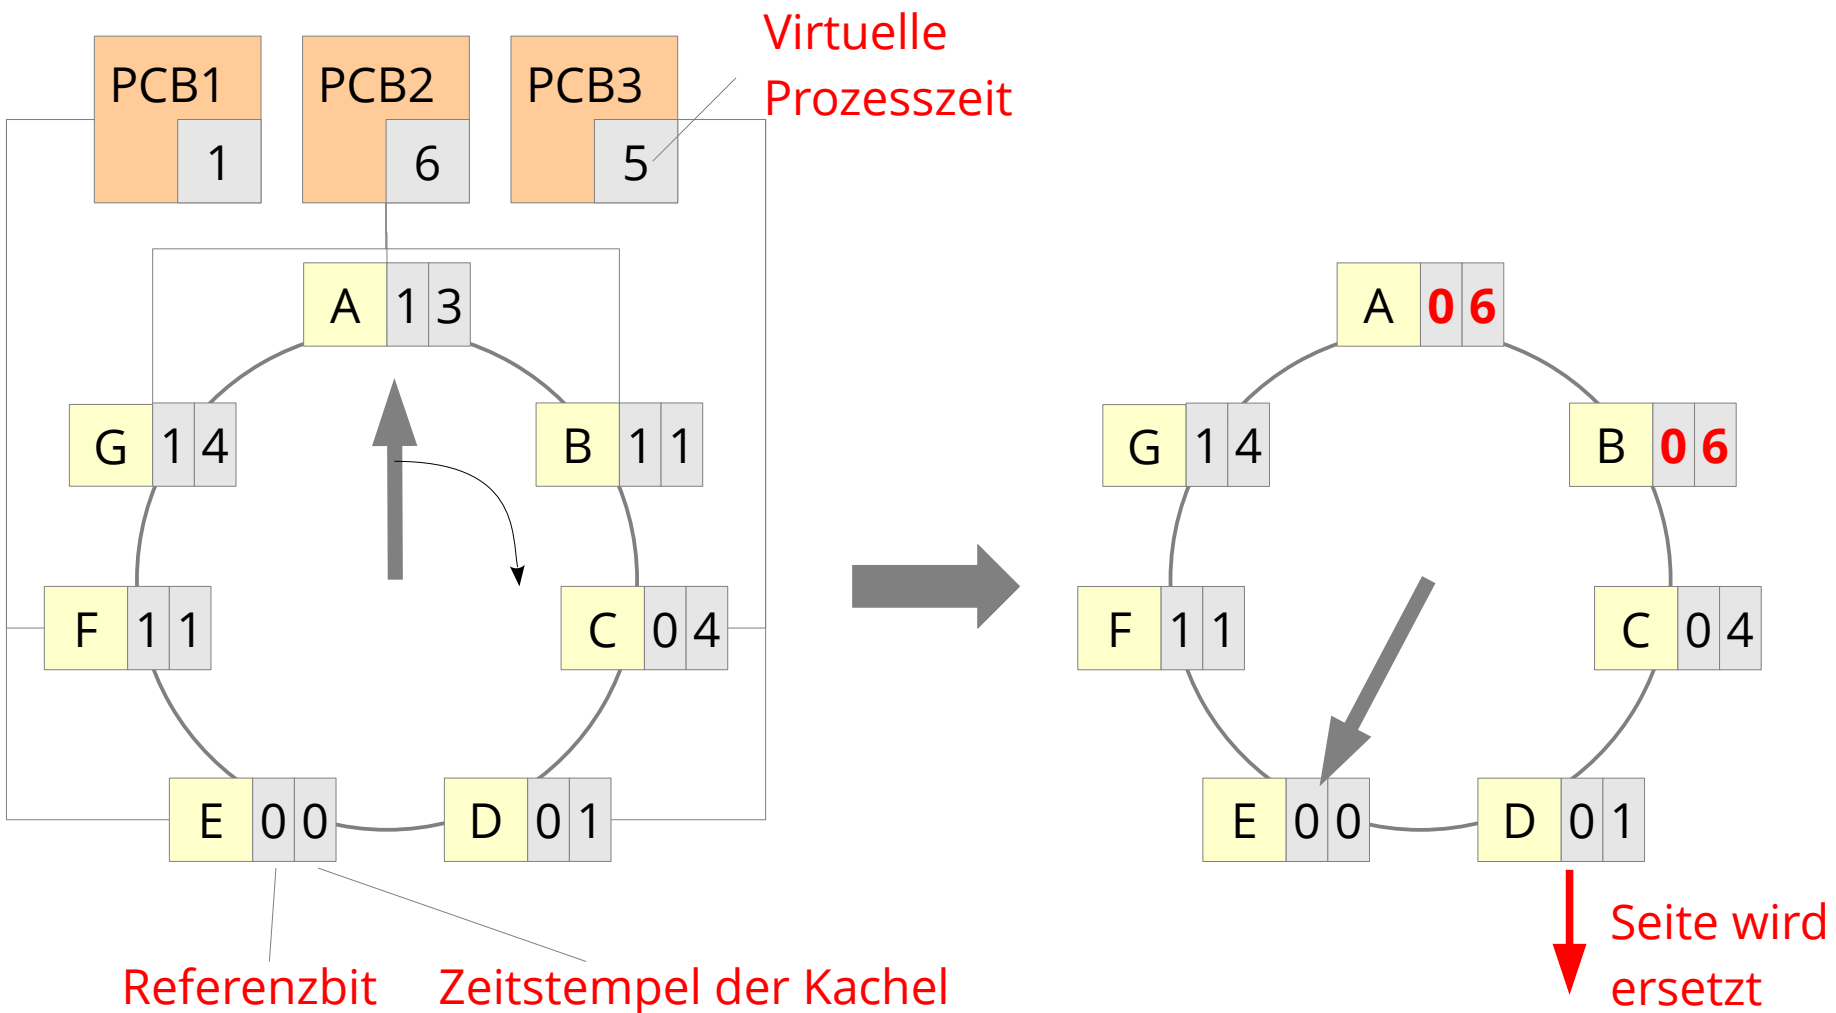 Virtuelle
Prozesszeit
PCB1
1
PCB2
6
PCB3
5
A 1 3
G 1 4
B 1 1
F 1 1
C 0 4
E 0 0
D 0 1
Referenzbit
Zeitstempel der Kachel
A 0 6
G 1 4
B 0 6
F 1 1
C 0 4
E 0 0
D 0 1
Seite wird
ersetzt